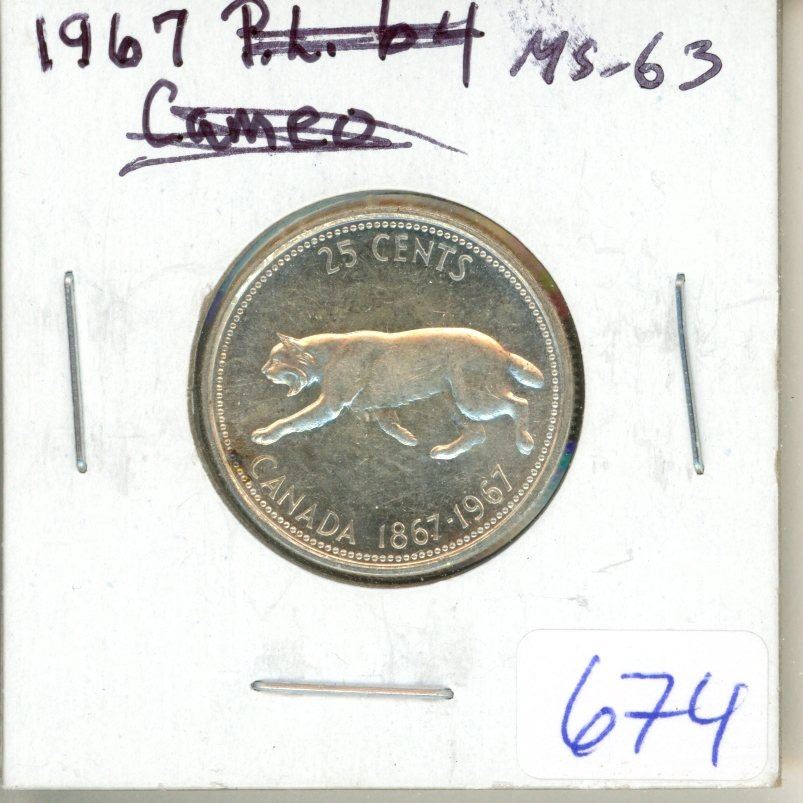 1967 P.L. 64 MS-63
Cameo
25 CENTS
CANADA 1867-1967
674